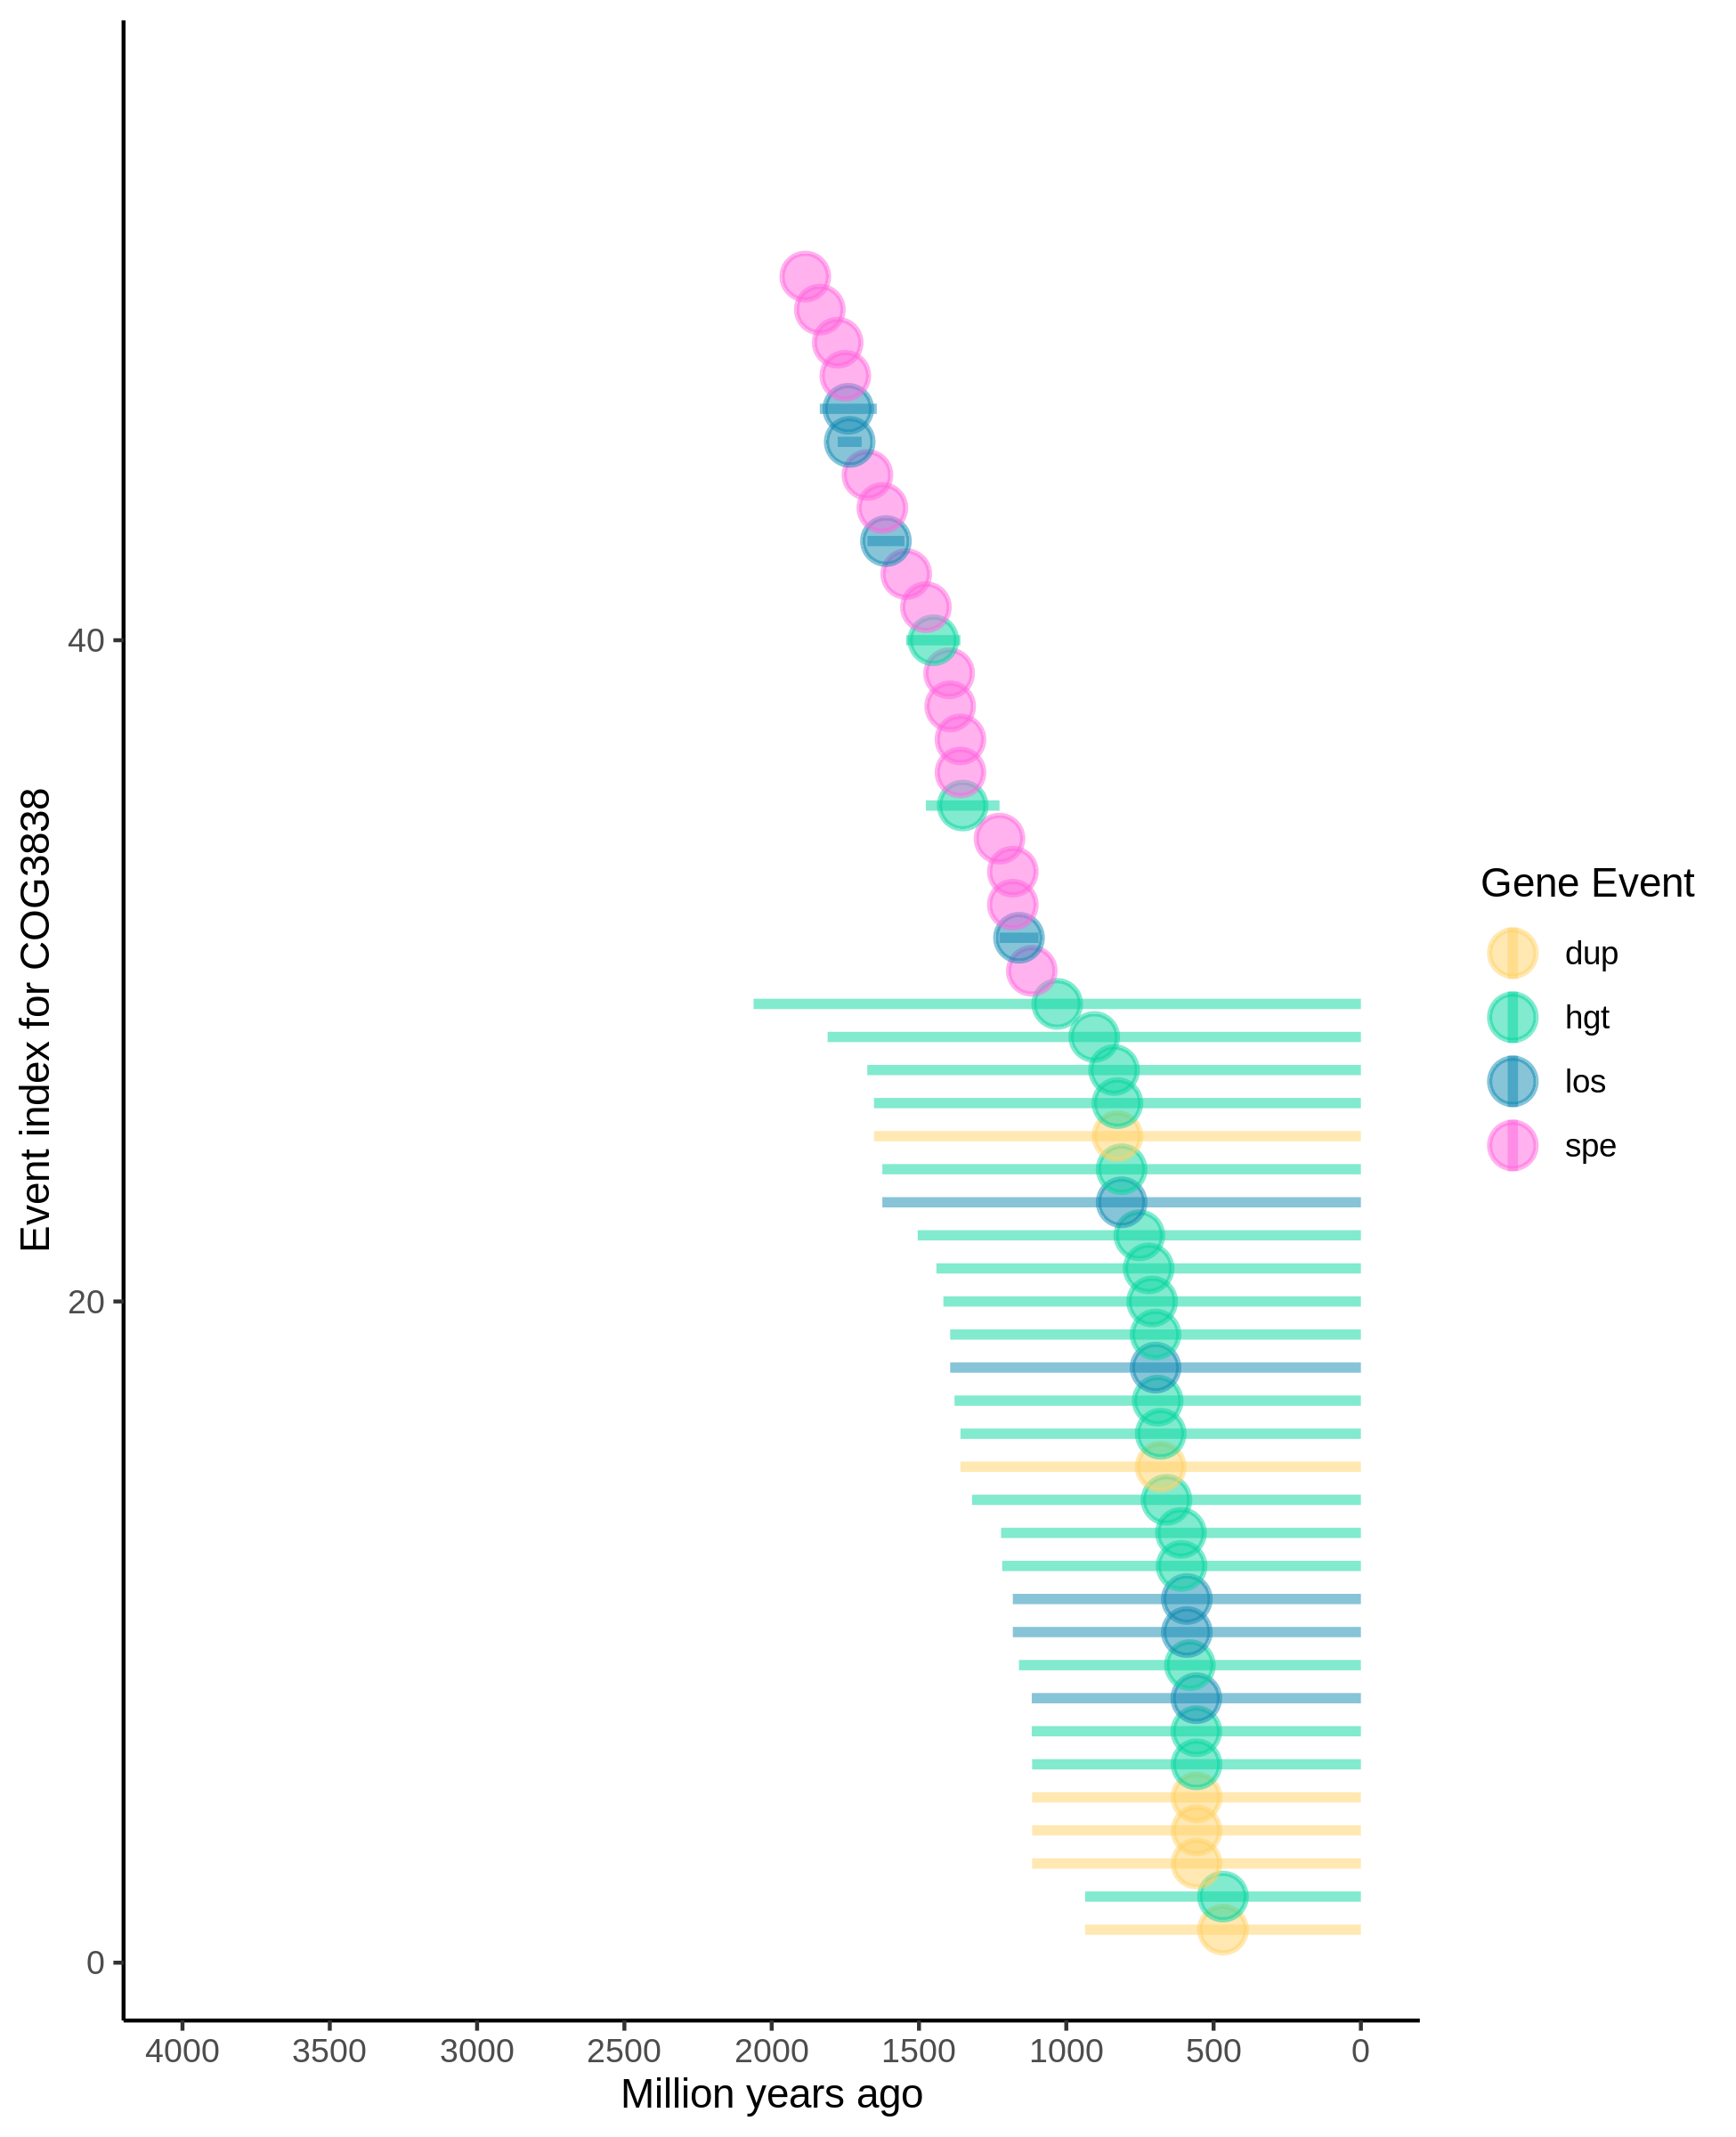 Event index for COG3838
40
20
0
4000 3500 3000 2500 2000 1500 1000 500 0
Million years ago
Gene Event
dup
hgt
los
spe